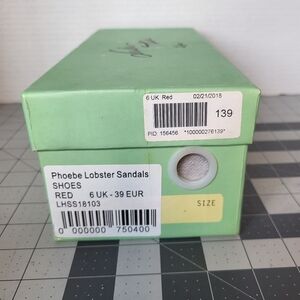 6 UK Red 02/21/2018
139
PID: 156456 *100000276139*
Phoebe Lobster Sandals
SHOES
RED 6 UK - 39 EUR
LHSS18103
0 000000 750400
SIZE